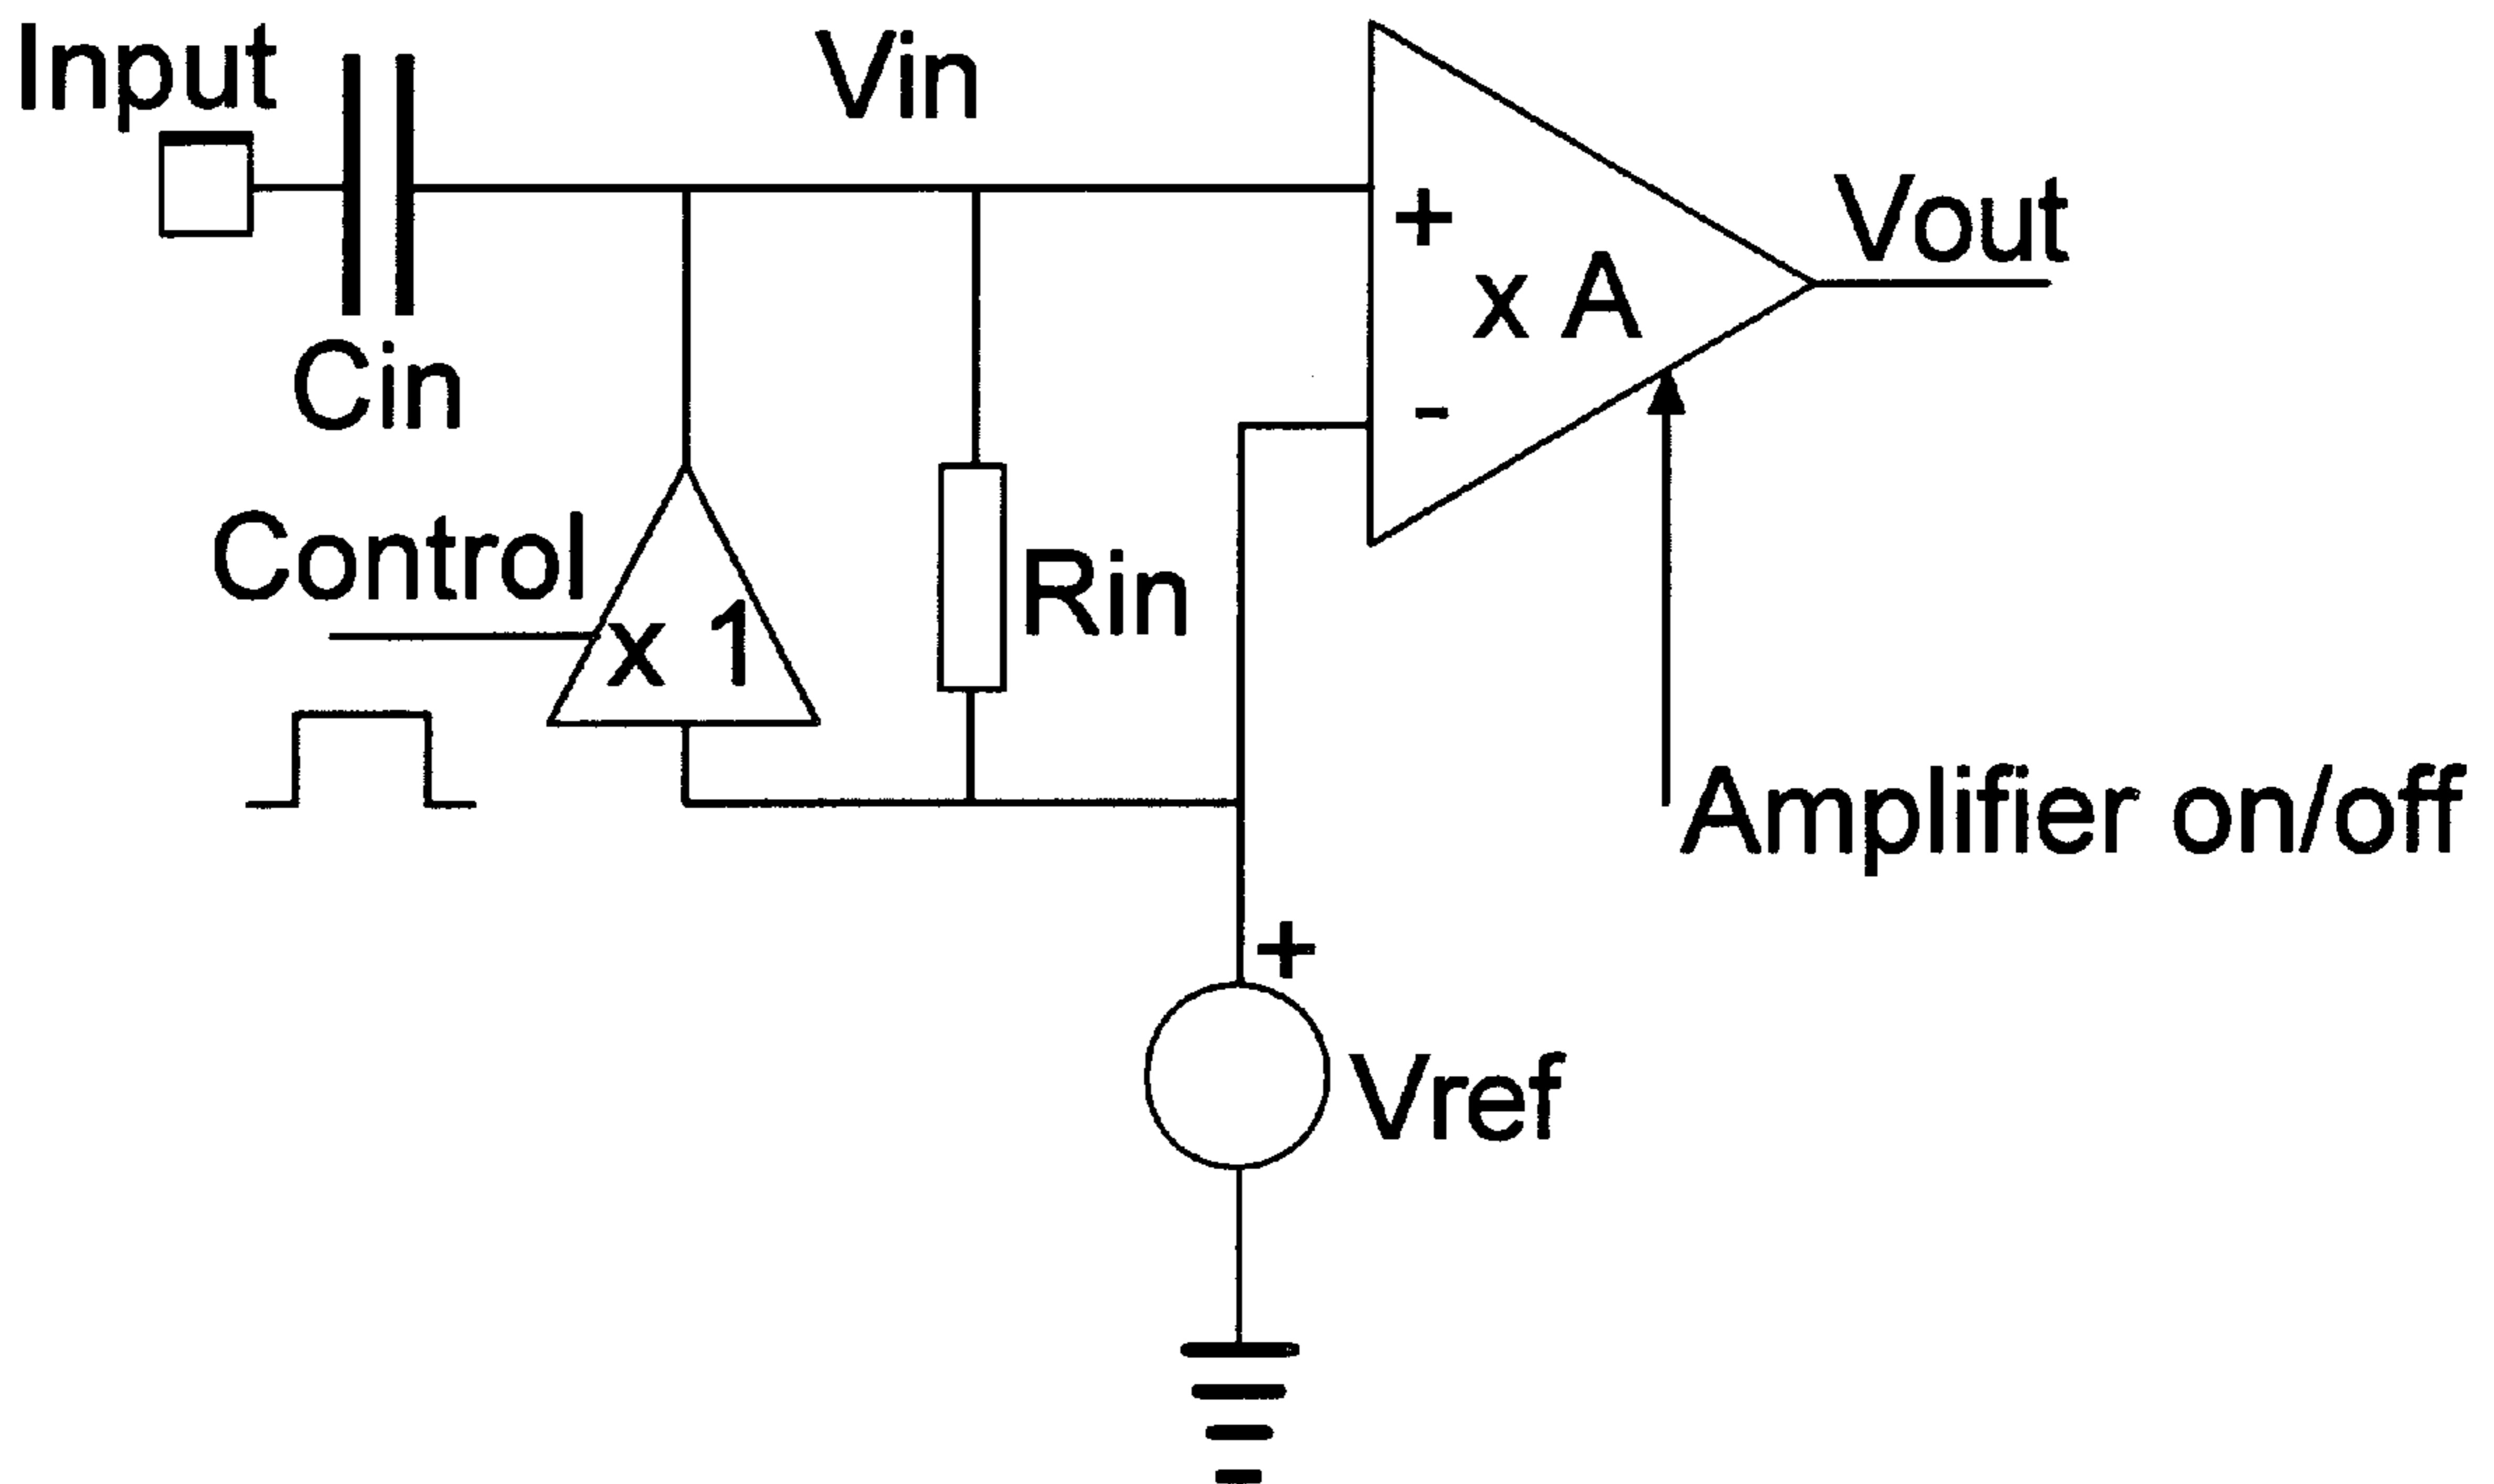 Input
Vin
Cin
+
x A
-
Vout
Control
x 1
Rin
Amplifier on/off
+
Vref